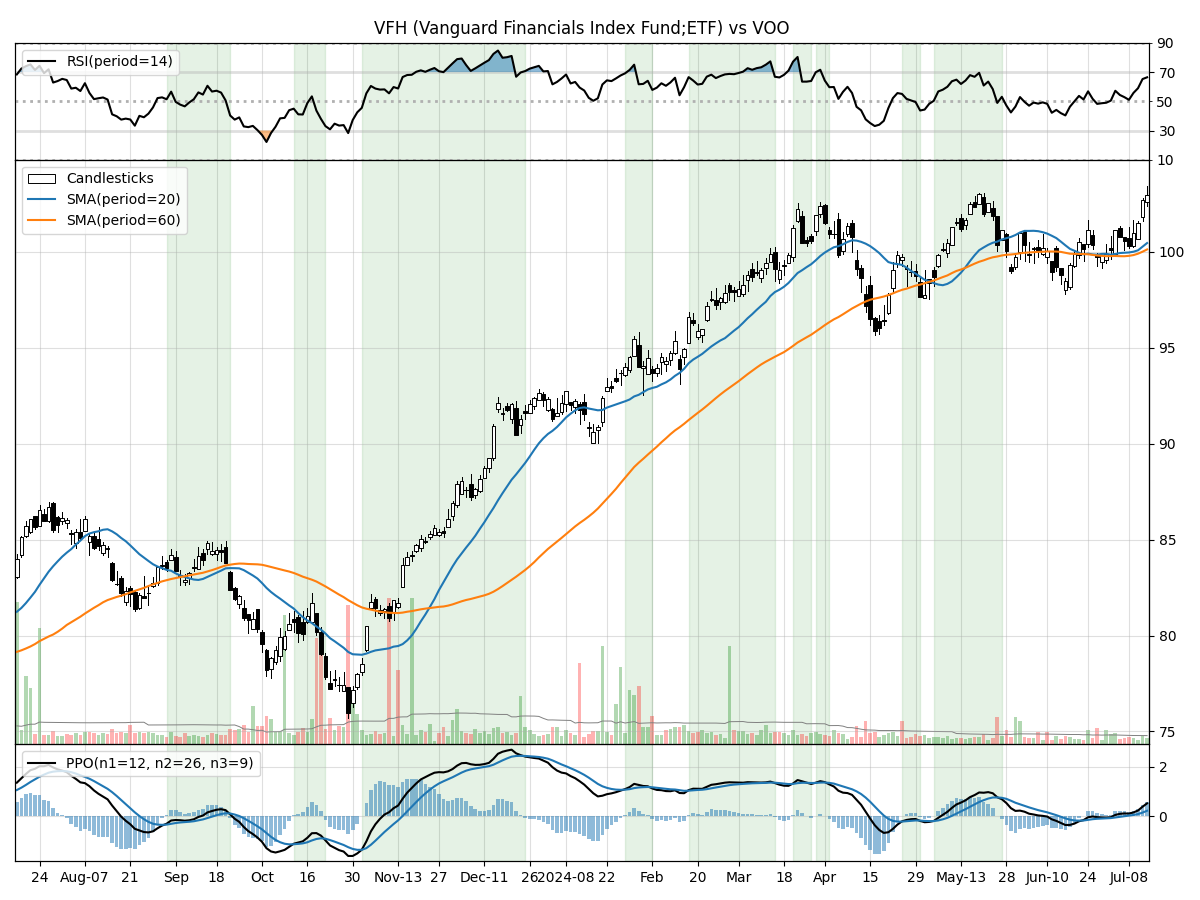 VFH (Vanguard Financials Index Fund;ETF) vs VOO
RSI(period=14)
90
70
50
30
10
Candlesticks
SMA(period=20)
SMA(period=60)
100
95
90
85
80
75
PPO(n1=12, n2=26, n3=9)
2
0
24 Aug-07 21 Sep 18 Oct 16 30 Nov-13 27 Dec-11 262024-08 22 Feb 20 Mar 18 Apr 15 29 May-13 28 Jun-10 24 Jul-08